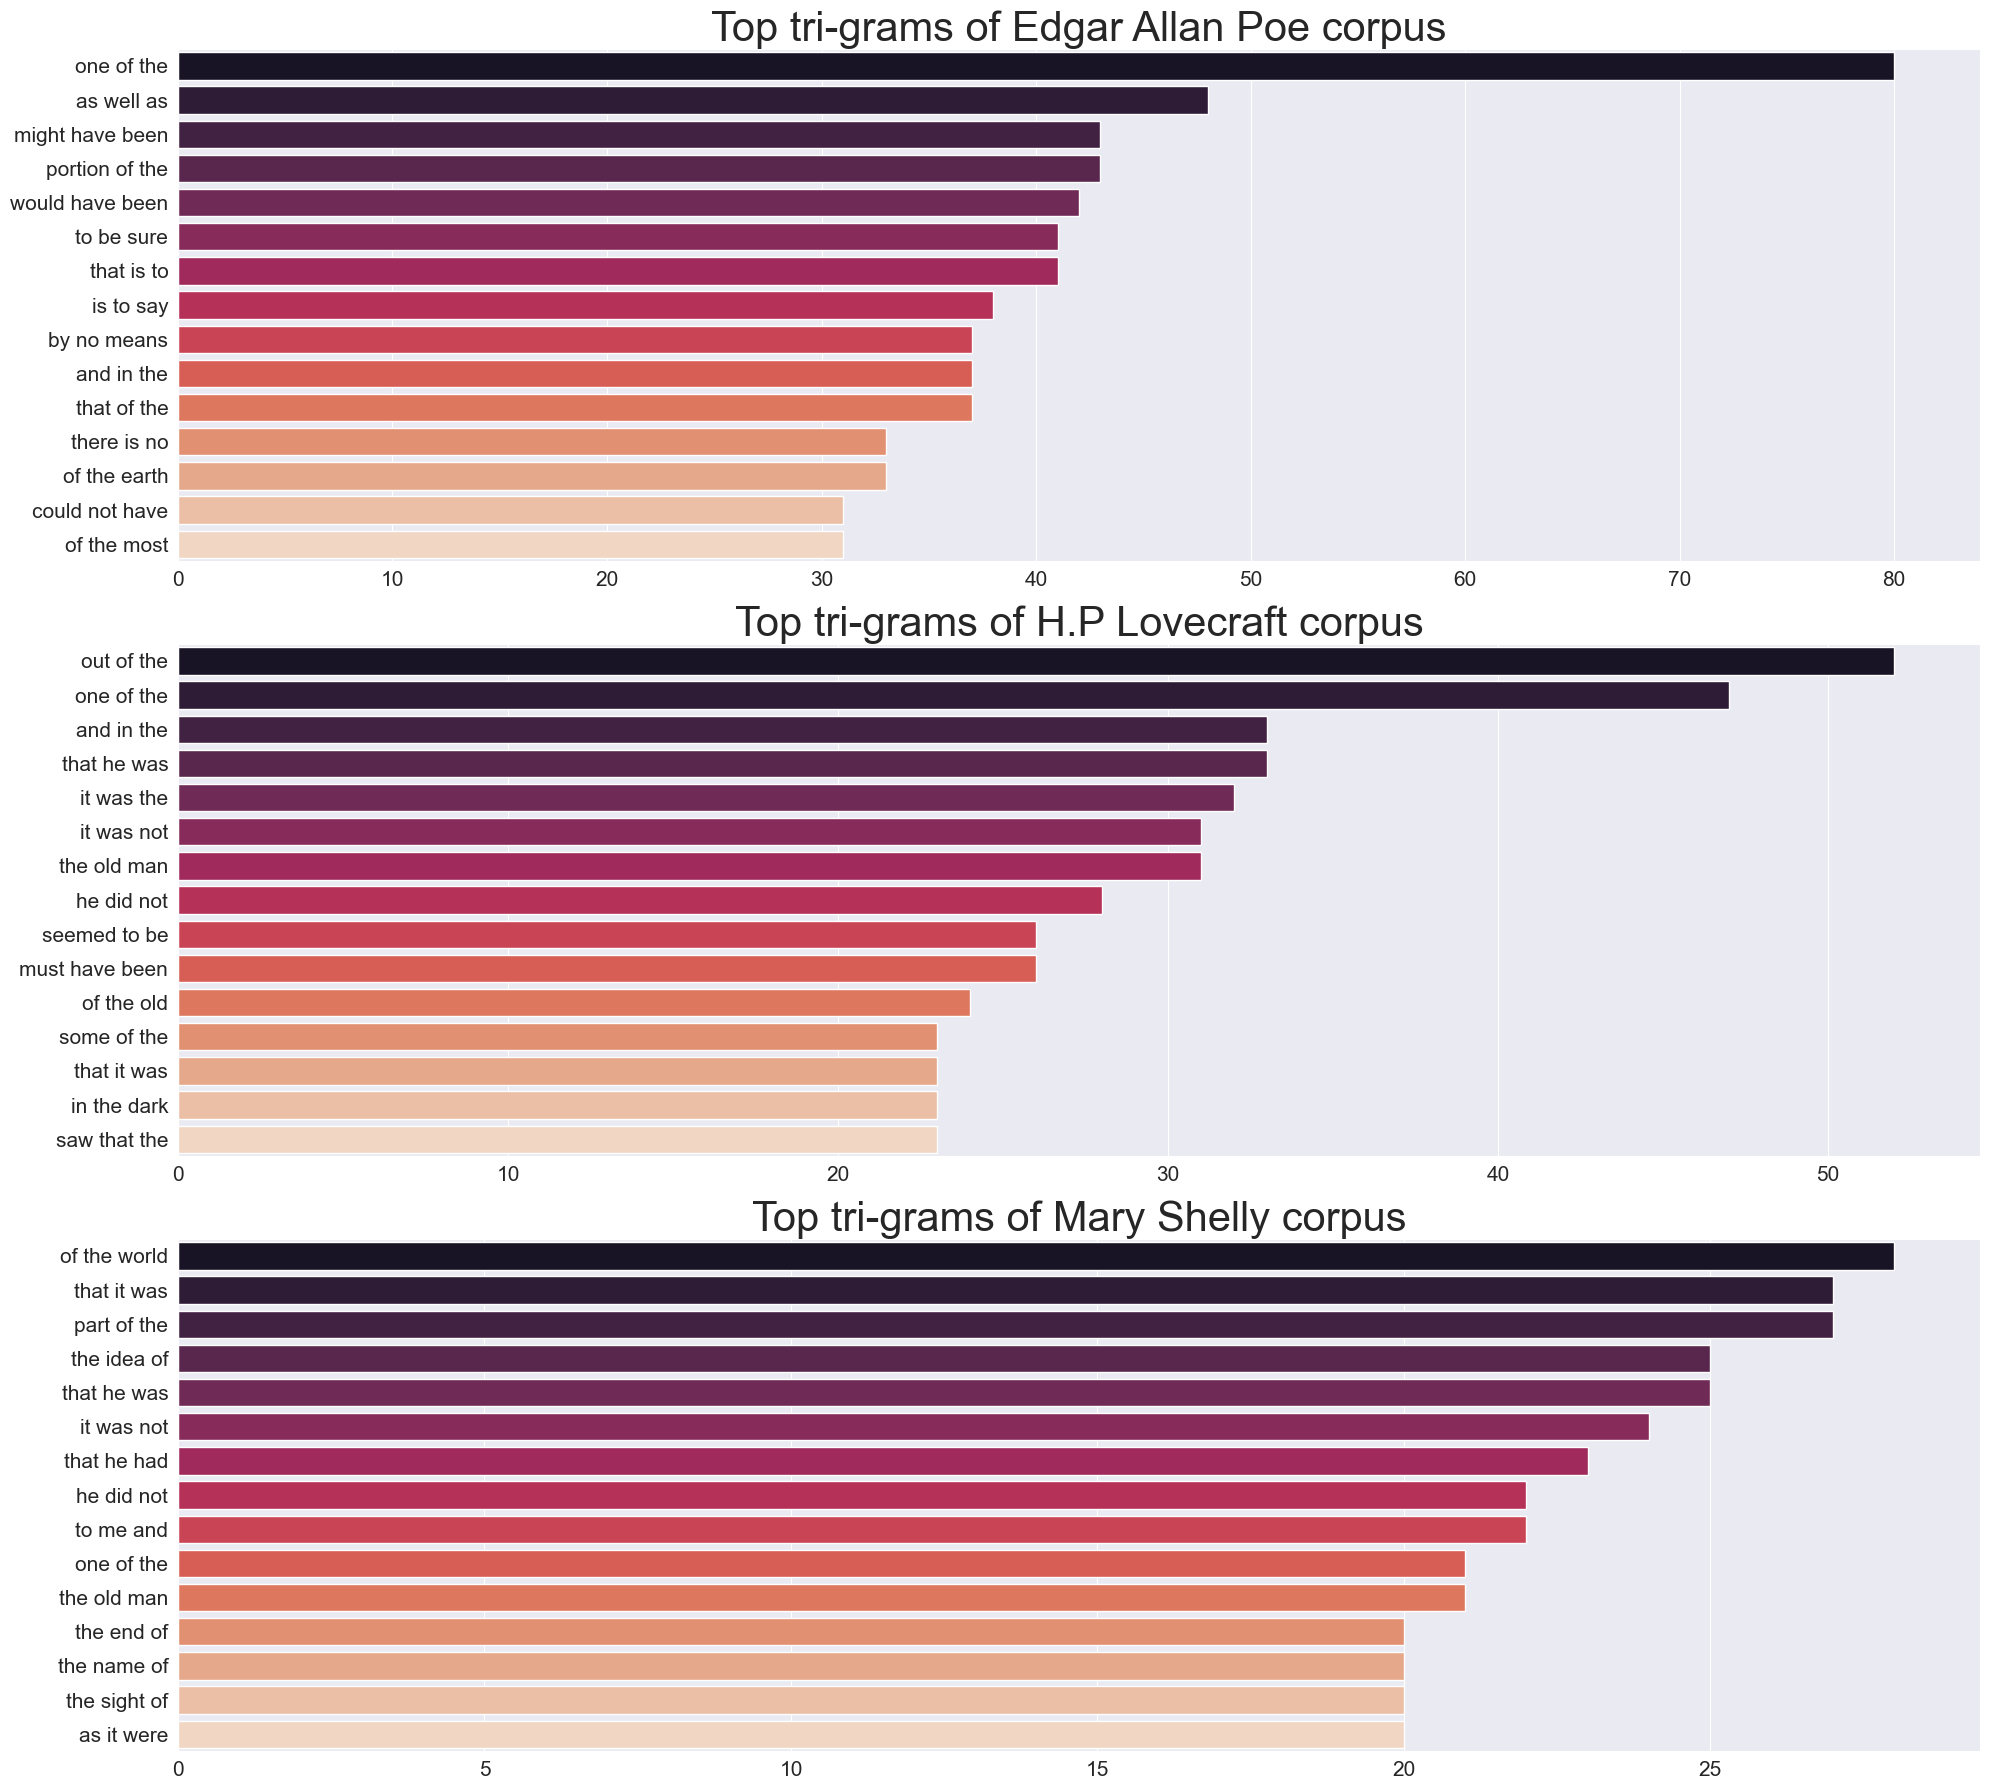 Top tri-grams of Edgar Allan Poe corpus
one of the
as well as
might have been
portion of the
would have been
to be sure
that is to
is to say
by no means
and in the
that of the
there is no
of the earth
could not have
of the most
0 10 20 30 40 50 60 70 80
Top tri-grams of H.P Lovecraft corpus
out of the
one of the
and in the
that he was
it was the
it was not
the old man
he did not
seemed to be
must have been
of the old
some of the
that it was
in the dark
saw that the
0 10 20 30 40 50
Top tri-grams of Mary Shelly corpus
of the world
that it was
part of the
the idea of
that he was
it was not
that he had
he did not
to me and
one of the
the old man
the end of
the name of
the sight of
as it were
0 5 10 15 20 25